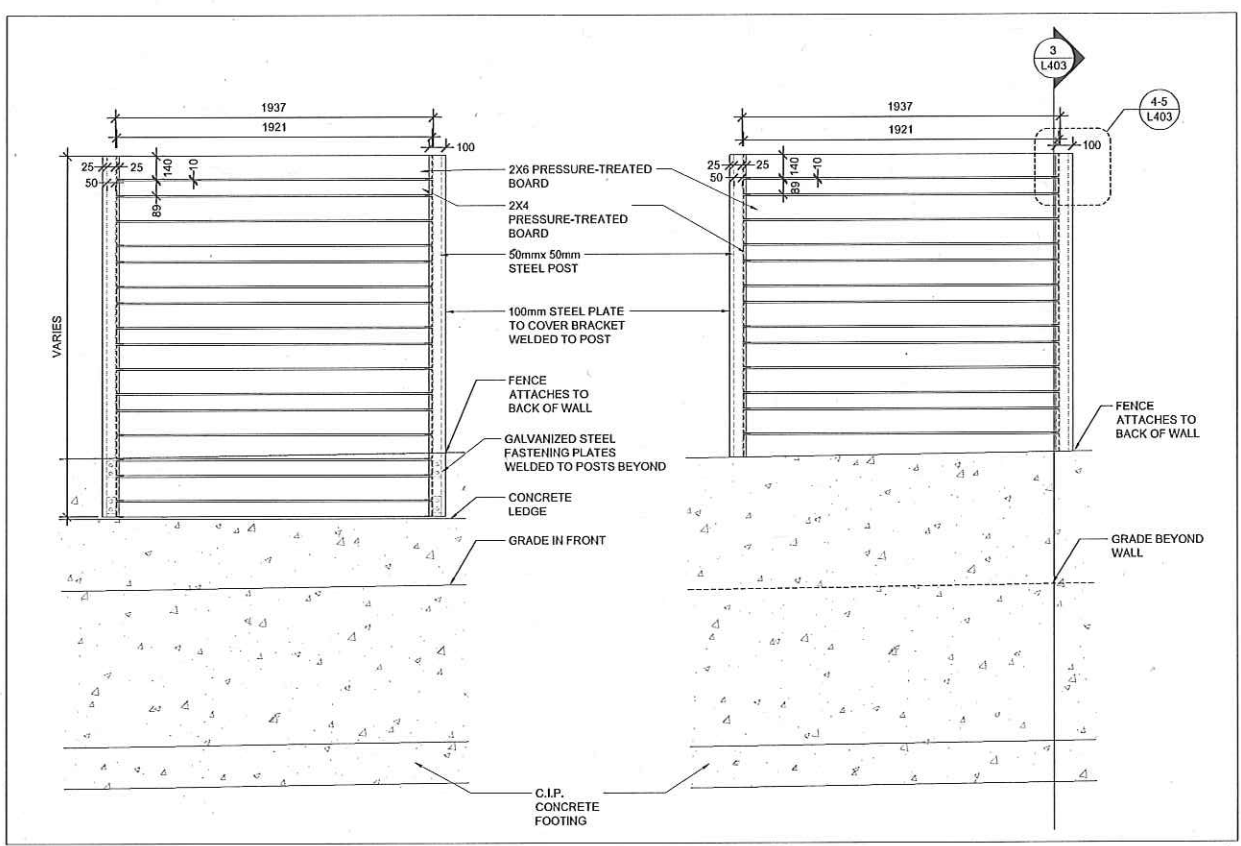 3
L403
4-5
L403
1937
1921
100
25
25
50
140
10
89
VARIES
1937
1921
100
25
25
50
140
10
89
2X6 PRESSURE-TREATED
BOARD
2X4
PRESSURE-TREATED
BOARD
50mmx 50mm
STEEL POST
100mm STEEL PLATE
TO COVER BRACKET
WELDED TO POST
FENCE
ATTACHES TO
BACK OF WALL
GALVANIZED STEEL
FASTENING PLATES
WELDED TO POSTS BEYOND
CONCRETE
LEDGE
GRADE IN FRONT
FENCE
ATTACHES TO
BACK OF WALL
GRADE BEYOND
WALL
C.I.P.
CONCRETE
FOOTING